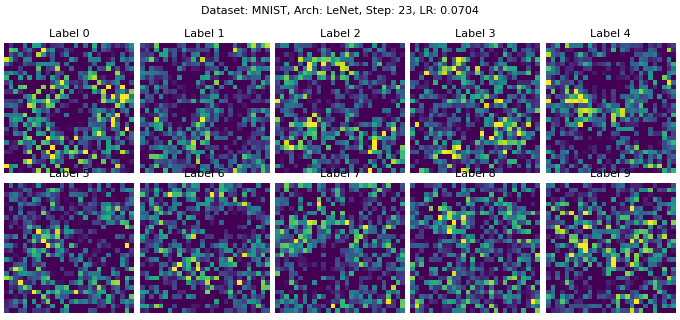 Dataset: MNIST, Arch: LeNet, Step: 23, LR: 0.0704
Label 0 Label 1 Label 2 Label 3 Label 4
Label 5 Label 6 Label 7 Label 8 Label 9